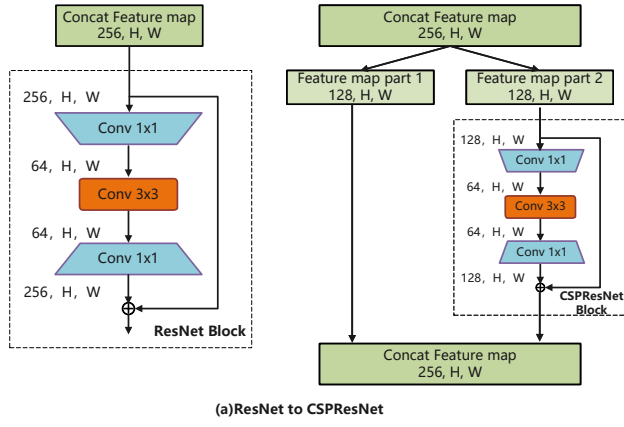 Concat Feature map
256, H, W
256, H, W
Conv 1x1
64, H, W
Conv 3x3
64, H, W
Conv 1x1
256, H, W
ResNet Block
Concat Feature map
256, H, W
Feature map part 1
128, H, W
Feature map part 2
128, H, W
128, H, W
Conv 1x1
64, H, W
Conv 3x3
64, H, W
Conv 1x1
128, H, W
CSPResNet
Block
Concat Feature map
256, H, W
(a)ResNet to CSPResNet